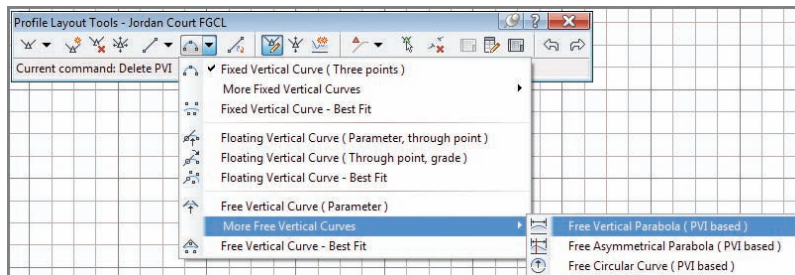 Profile Layout Tools - Jordan Court FGCL
Current command: Delete PVI
Fixed Vertical Curve ( Three points )
More Fixed Vertical Curves
Fixed Vertical Curve - Best Fit
Floating Vertical Curve ( Parameter, through point )
Floating Vertical Curve ( Through point, grade )
Floating Vertical Curve - Best Fit
Free Vertical Curve ( Parameter )
More Free Vertical Curves
Free Vertical Curve - Best Fit
Free Vertical Parabola ( PVI based )
Free Asymmetrical Parabola ( PVI based )
Free Circular Curve ( PVI based )